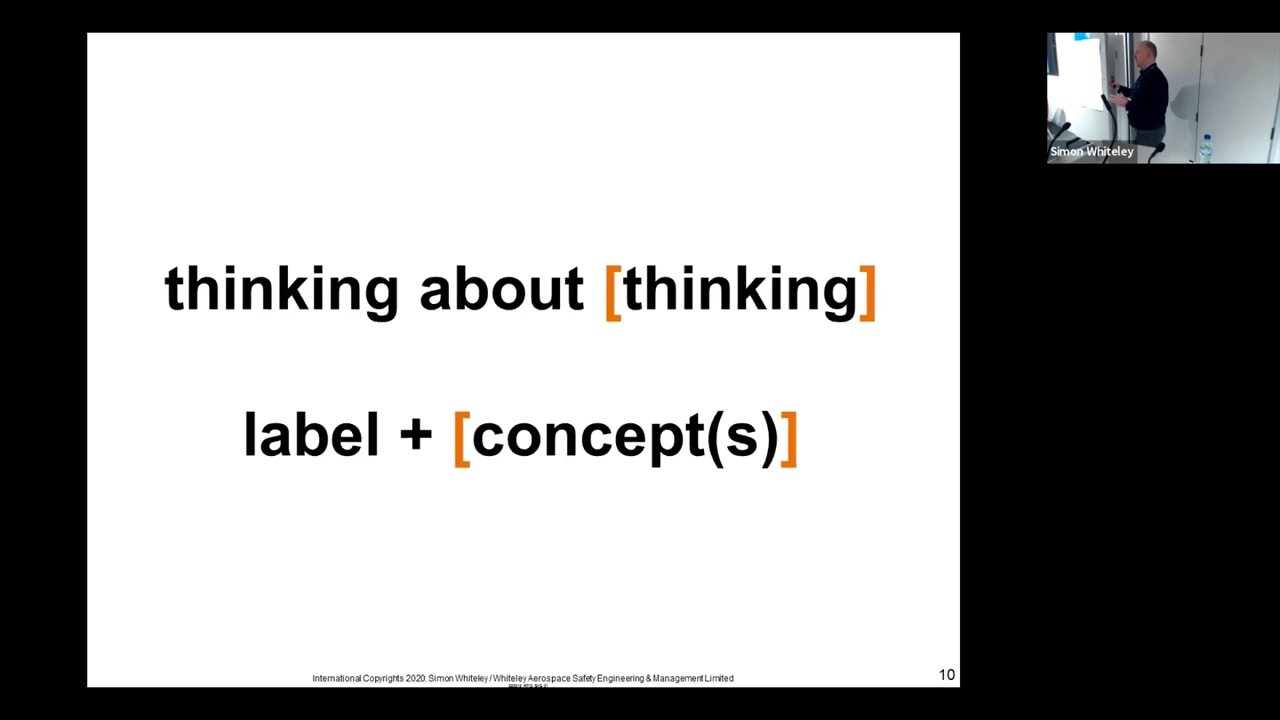 thinking about [thinking]
label + [concept(s)]
International Copyrights 2020: Simon Whiteley / Whiteley Aerospace Safety Engineering & Management Limited
10
Simon Whiteley